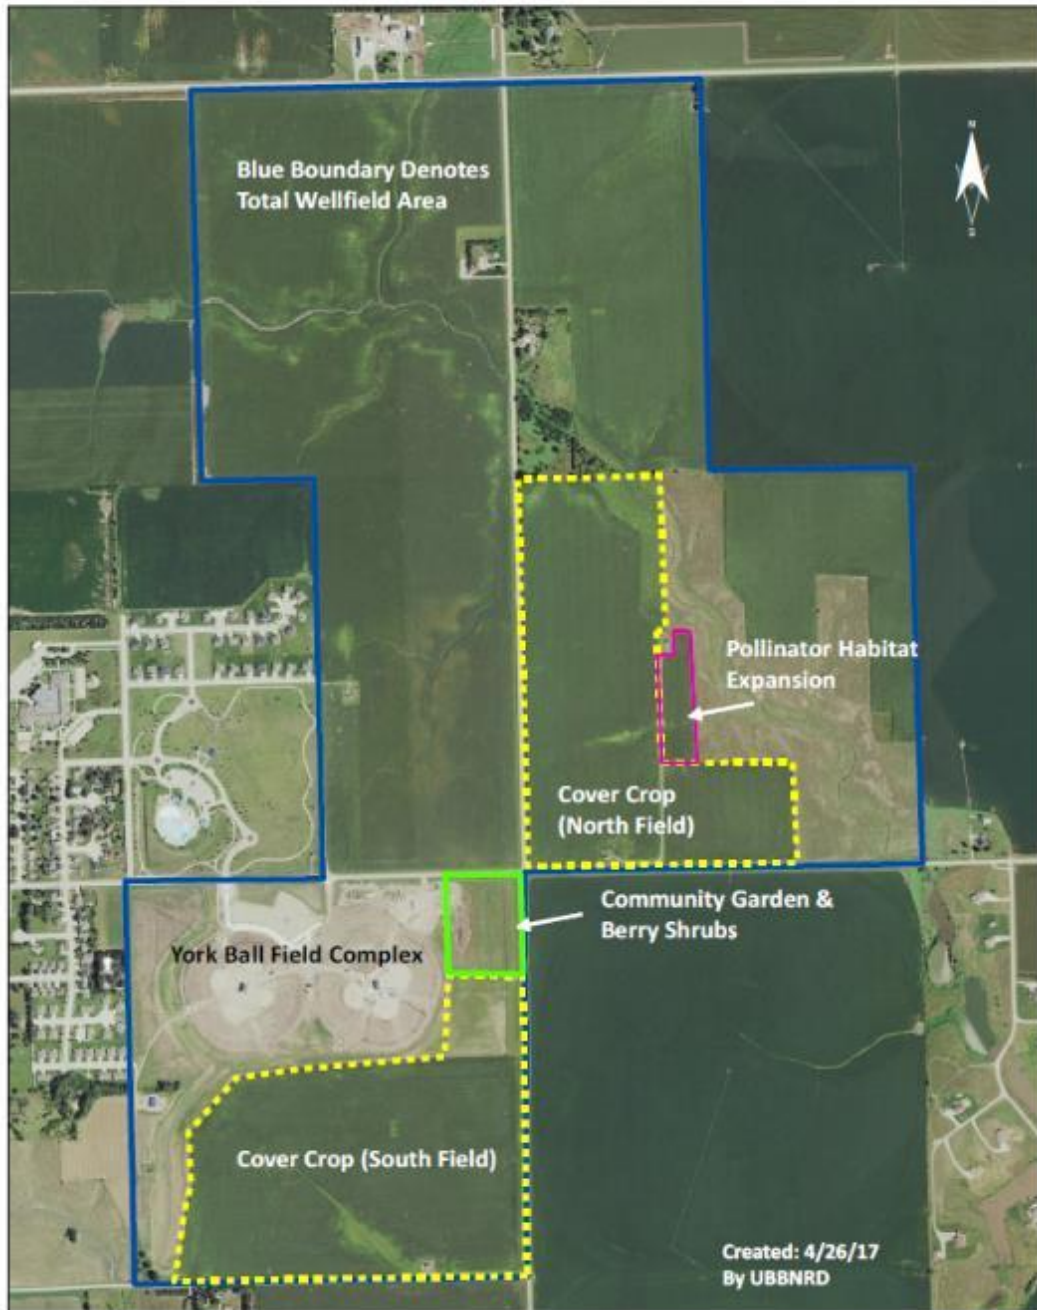 N
Blue Boundary Denotes
Total Wellfield Area
S
Pollinator Habitat
Expansion
Cover Crop
(North Field)
Community Garden &
Berry Shrubs
York Ball Field Complex
Cover Crop (South Field)
Created: 4/26/17
By UBBNRD